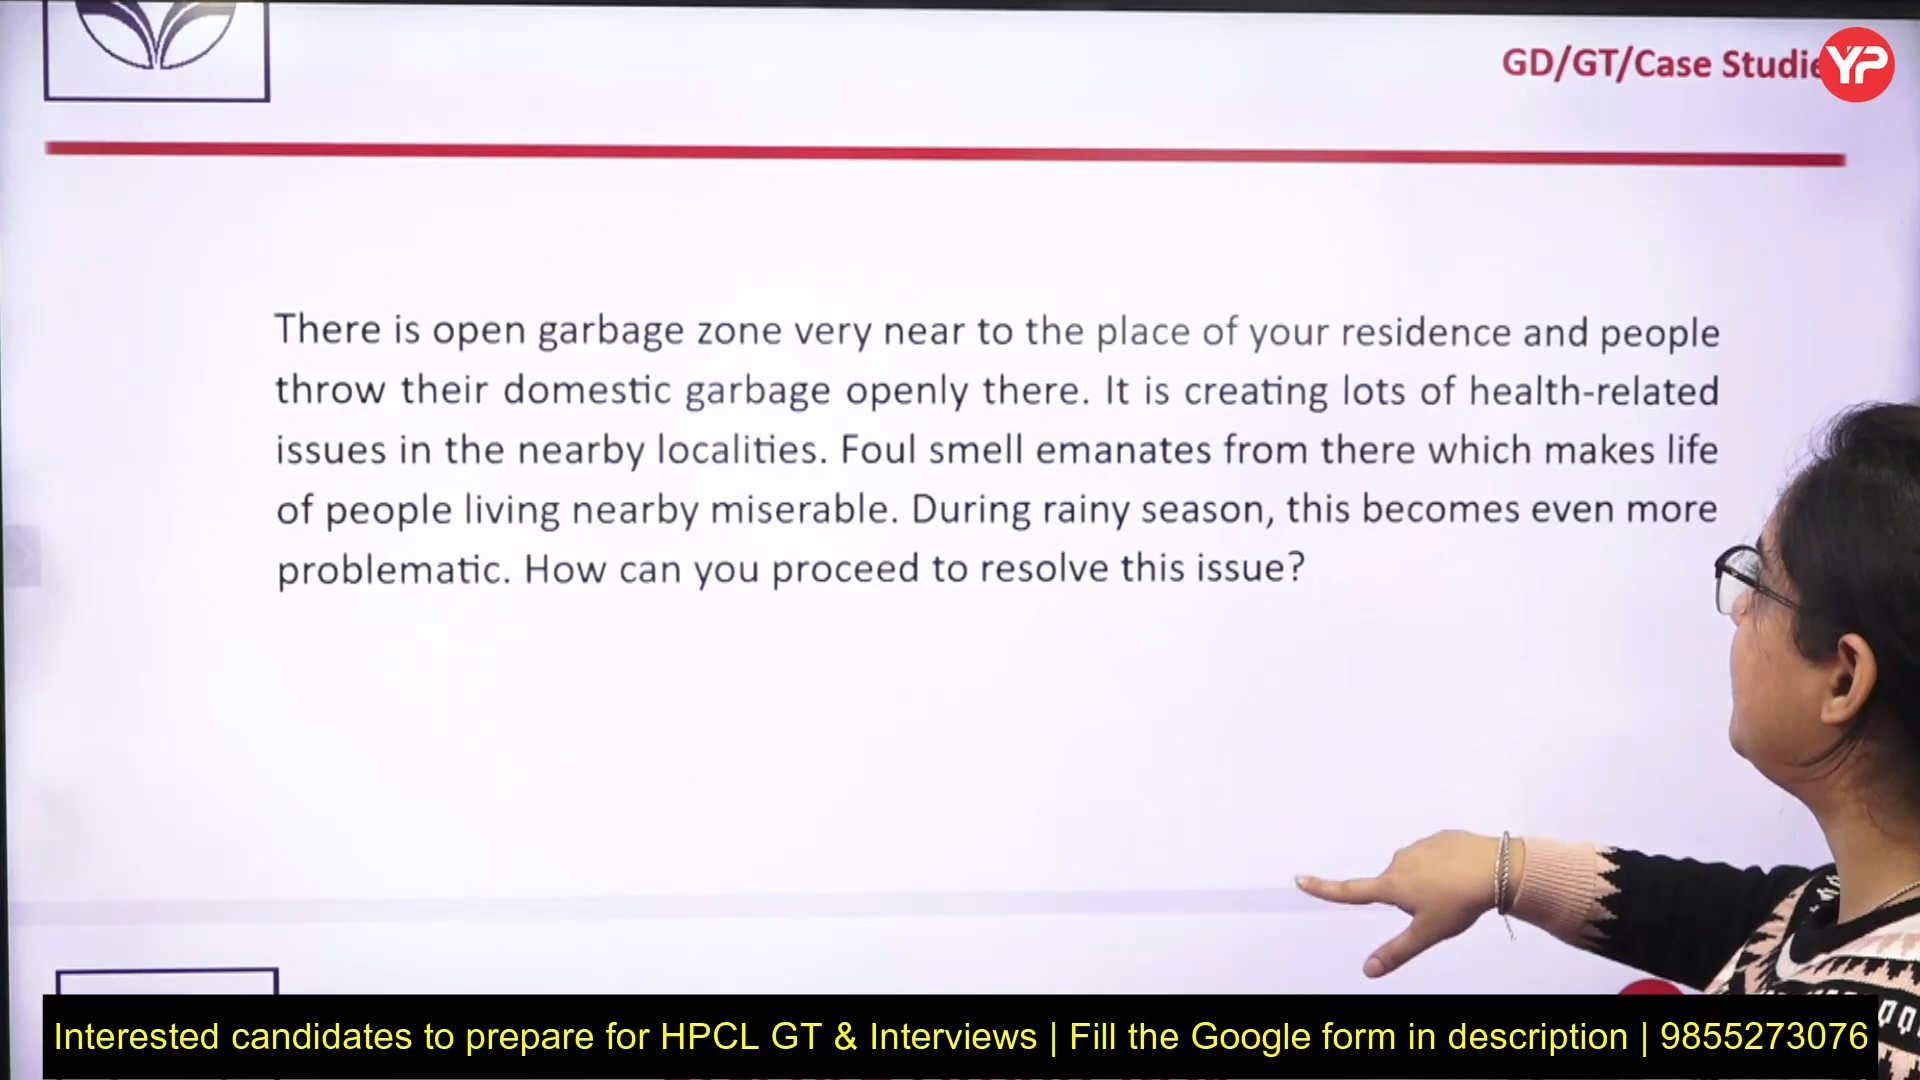 GD/GT/Case Studie
YP
There is open garbage zone very near to the place of your residence and people
throw their domestic garbage openly there. It is creating lots of health-related
issues in the nearby localities. Foul smell emanates from there which makes life
of people living nearby miserable. During rainy season, this becomes even more
problematic. How can you proceed to resolve this issue?
Interested candidates to prepare for HPCL GT & Interviews | Fill the Google form in description | 9855273076